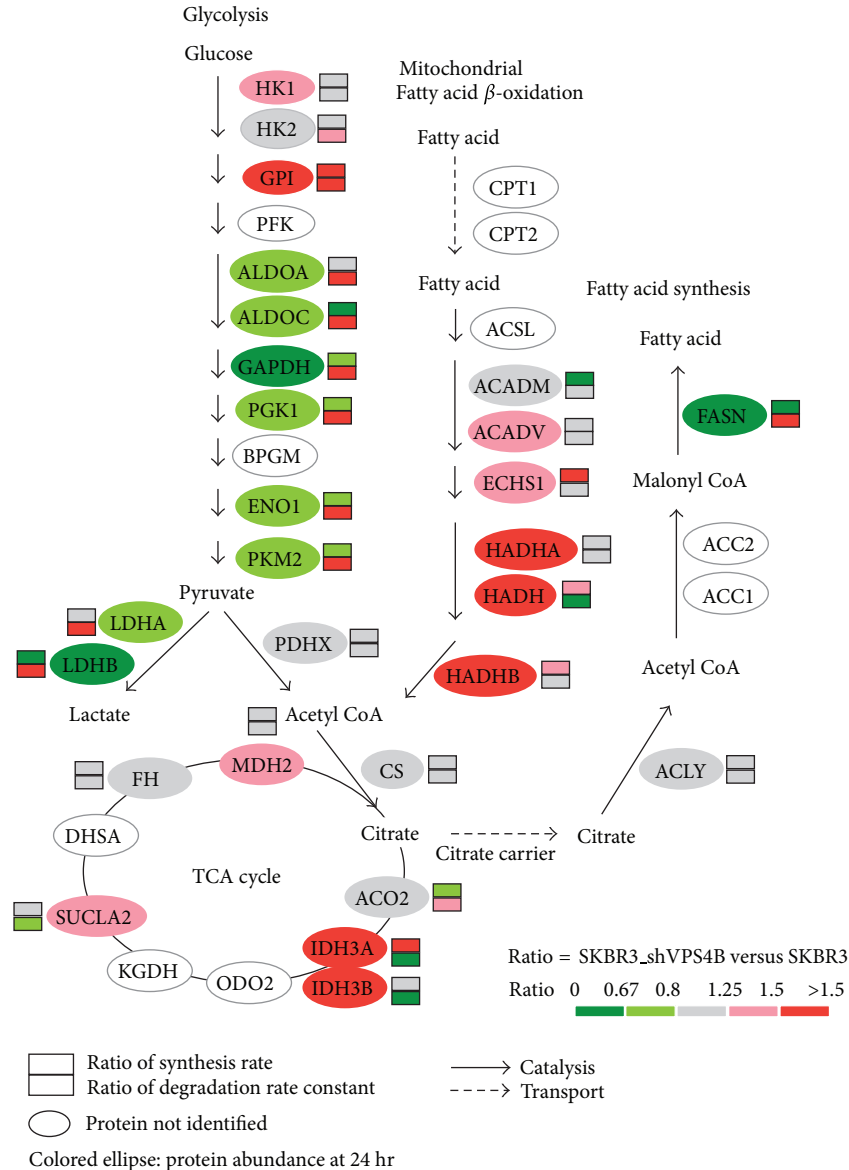 Glycolysis
Glucose
HK1
HK2
GPI
PFK
ALDOA
ALDOC
GAPDH
PGK1
BPGM
ENO1
PKM2
Pyruvate
LDHA
LDHB
Lactate
PDHX
Acetyl CoA
Mitochondrial
Fatty acid β-oxidation
Fatty acid
CPT1
CPT2
Fatty acid
ACSL
ACADM
ACADV
ECHS1
HADHA
HADH
HADHB
Fatty acid synthesis
Fatty acid
FASN
Malonyl CoA
ACC2
ACC1
Acetyl CoA
ACLY
Citrate
MDH2
FH
CS
DHSA
Citrate
Citrate carrier
TCA cycle
ACO2
SUCLA2
IDH3A
KGDH
ODO2
IDH3B
Ratio = SKBR3_shVPS4B versus SKBR3
Ratio 0 0.67 0.8 1.25 1.5 >1.5
Ratio of synthesis rate
Ratio of degradation rate constant
Protein not identified
Colored ellipse: protein abundance at 24 hr
Catalysis
Transport